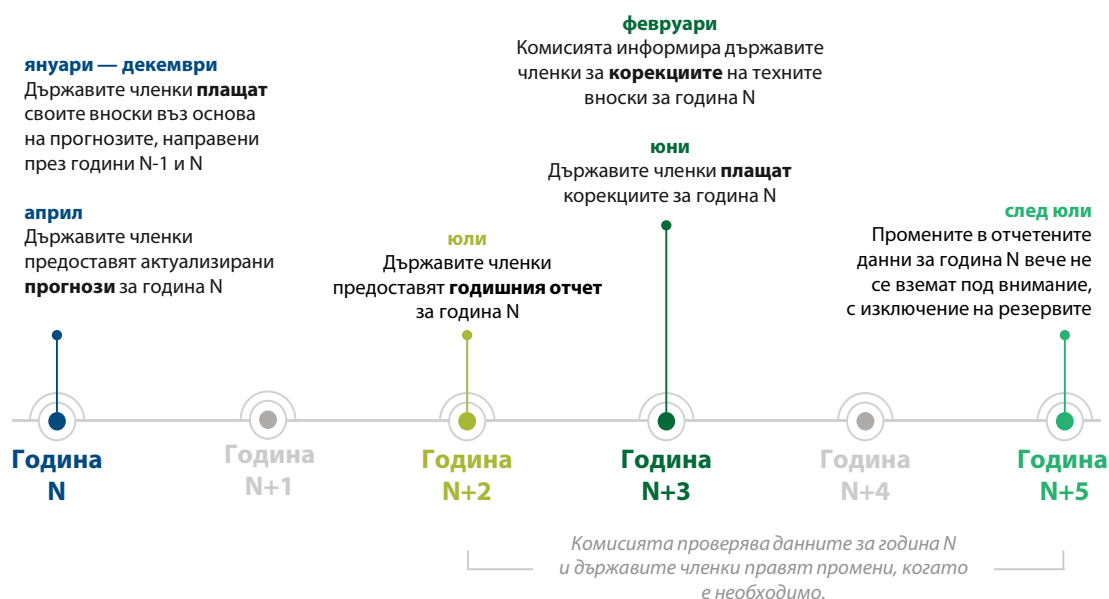 януари — декември
Държавите членки плащат
своите вноски въз основа
на прогнозите, направени
през години N-1 и N
април
Държавите членки
предоставят актуализирани
прогнози за година N
юли
Държавите членки
предоставят годишния отчет
за година N
февруари
Комисията информира държавите
членки за корекциите на техните
вноски за година N
юни
Държавите членки плащат
корекциите за година N
след юли
Промените в отчетените
данни за година N вече не
се вземат под внимание,
с изключение на резервите
Година
N
Година
N+1
Година
N+2
Година
N+3
Година
N+4
Година
N+5
Комисията проверява данните за година N
и държавите членки правят промени, когато
е необходимо.